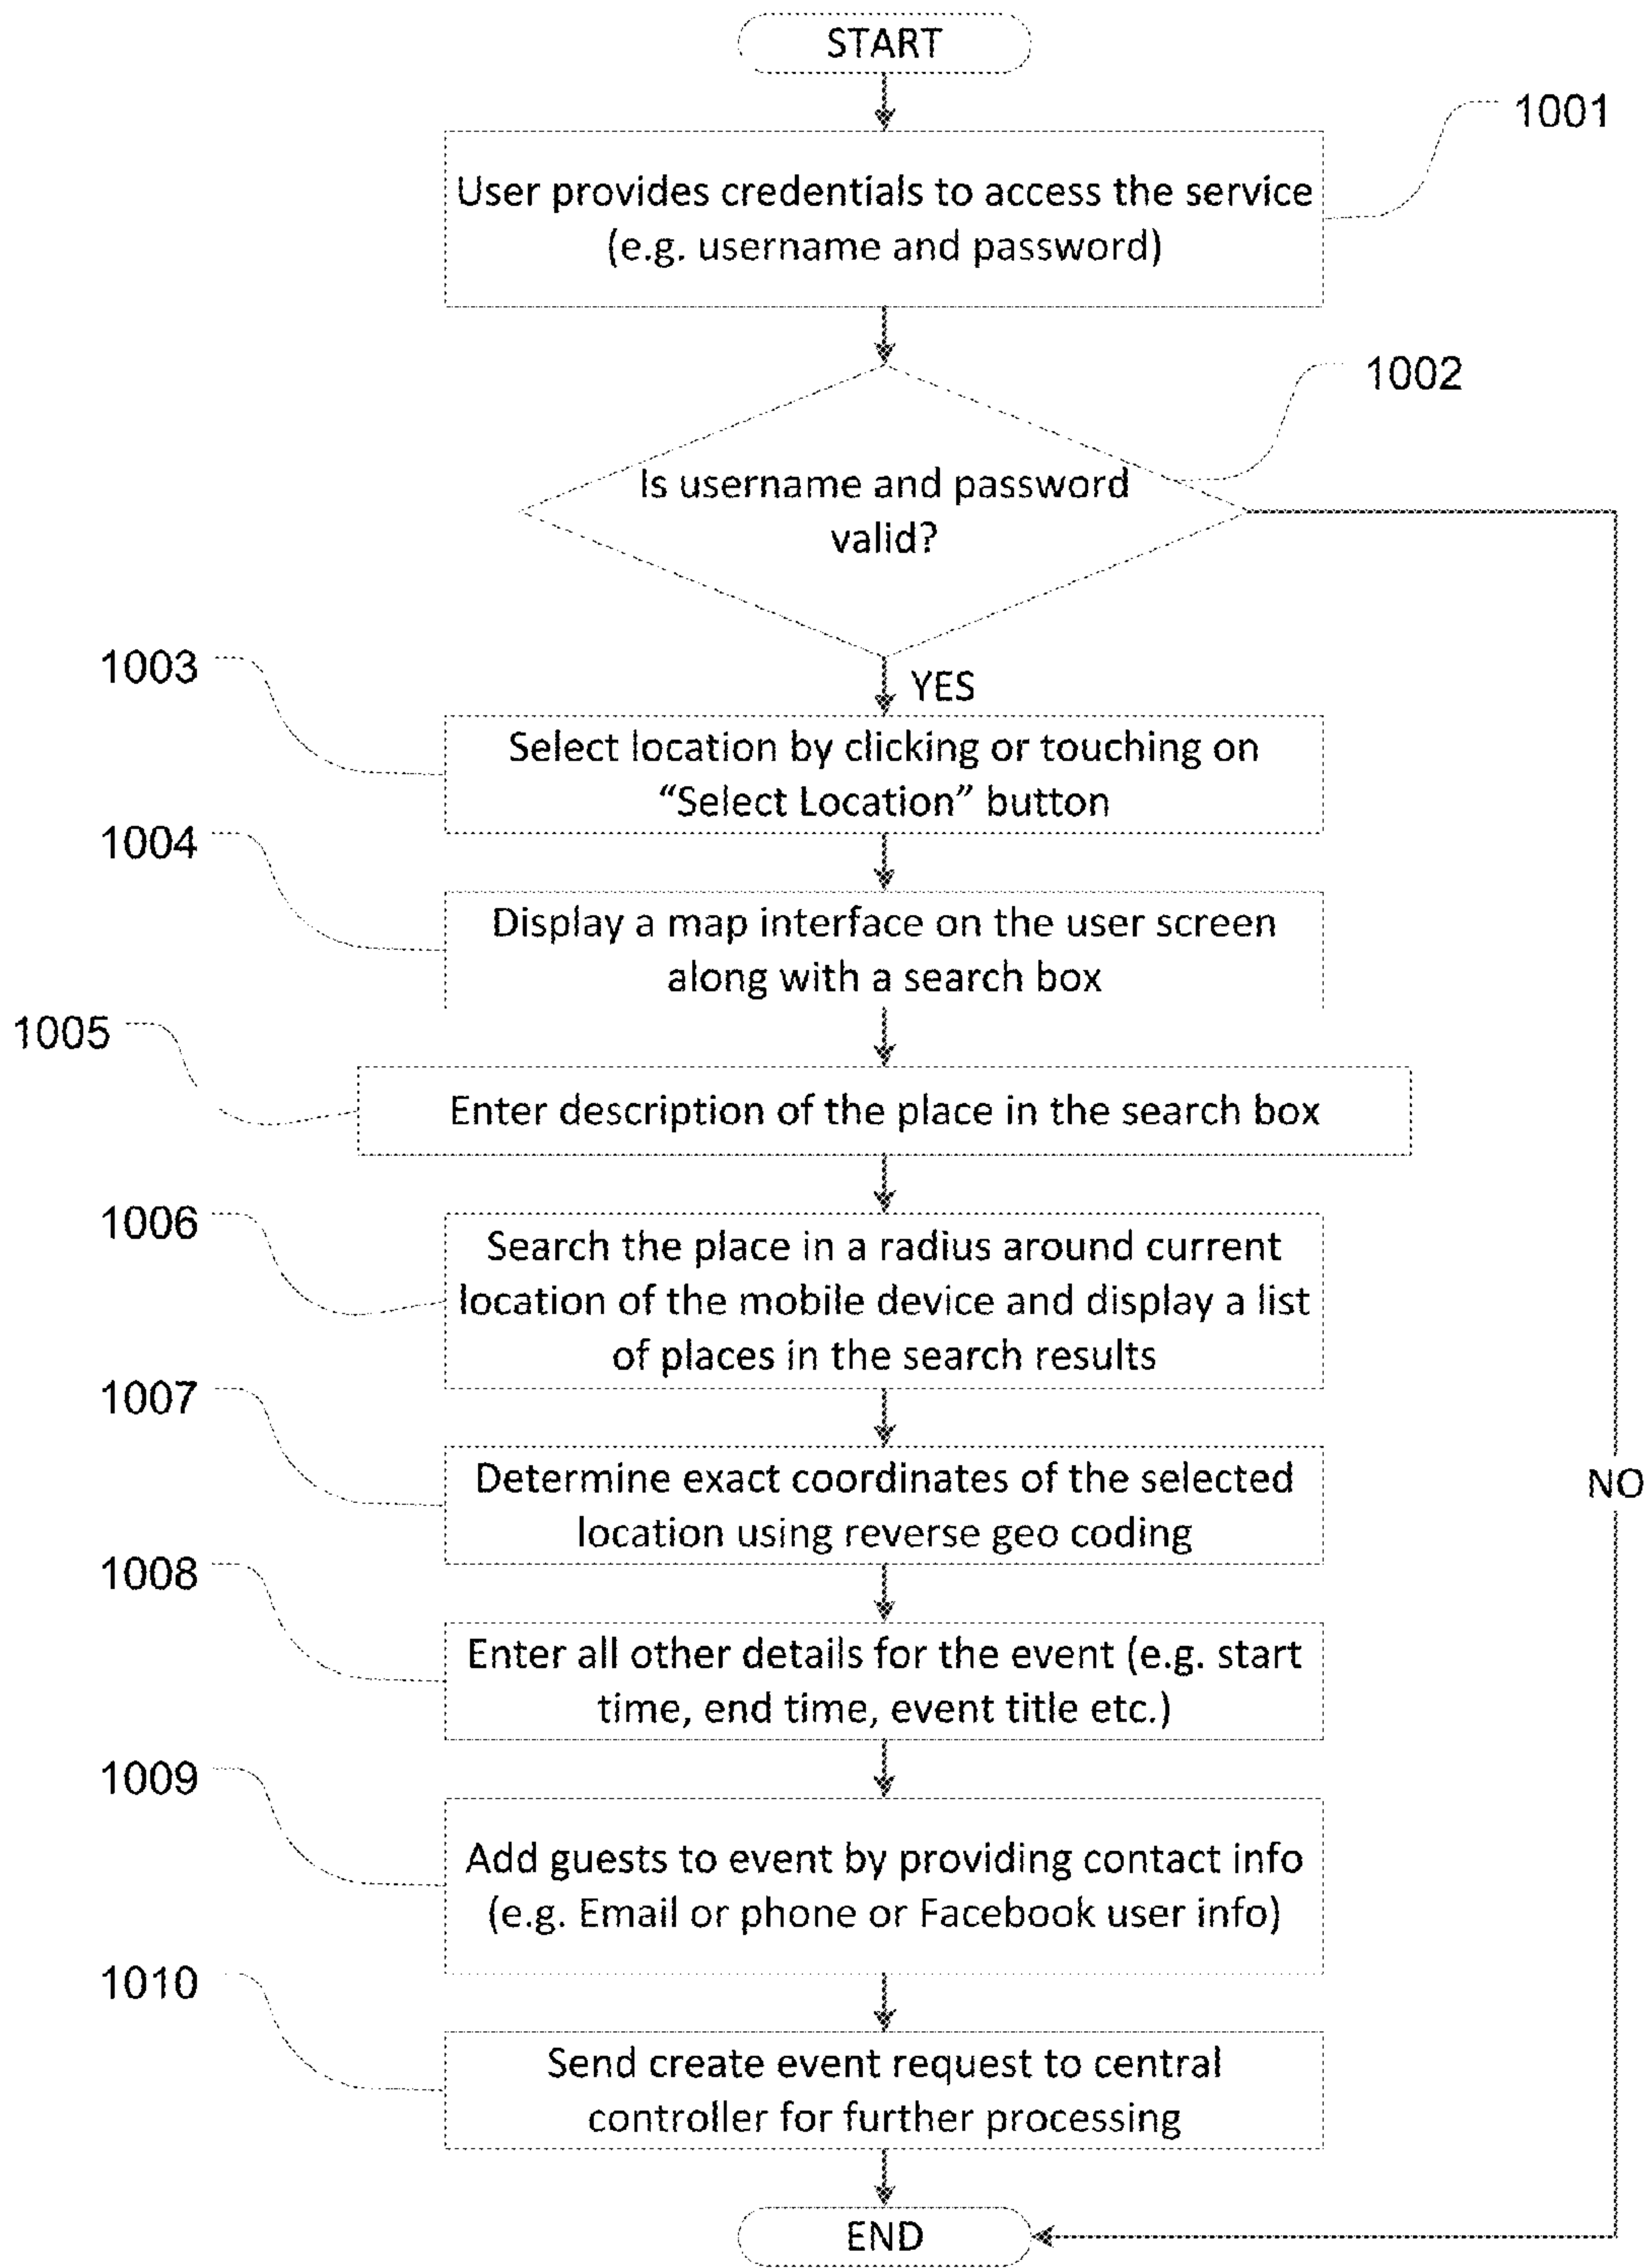 START
1001
User provides credentials to access the service
(e.g. username and password)
1002
Is username and password
valid?
YES
1003
Select location by clicking or touching on
“Select Location” button
1004
Display a map interface on the user screen
along with a search box
1005
Enter description of the place in the search box
1006
Search the place in a radius around current
location of the mobile device and display a list
of places in the search results
1007
Determine exact coordinates of the selected
location using reverse geo coding
NO
1008
Enter all other details for the event (e.g. start
time, end time, event title etc.)
1009
Add guests to event by providing contact info
(e.g. Email or phone or Facebook user info)
1010
Send create event request to central
controller for further processing
END